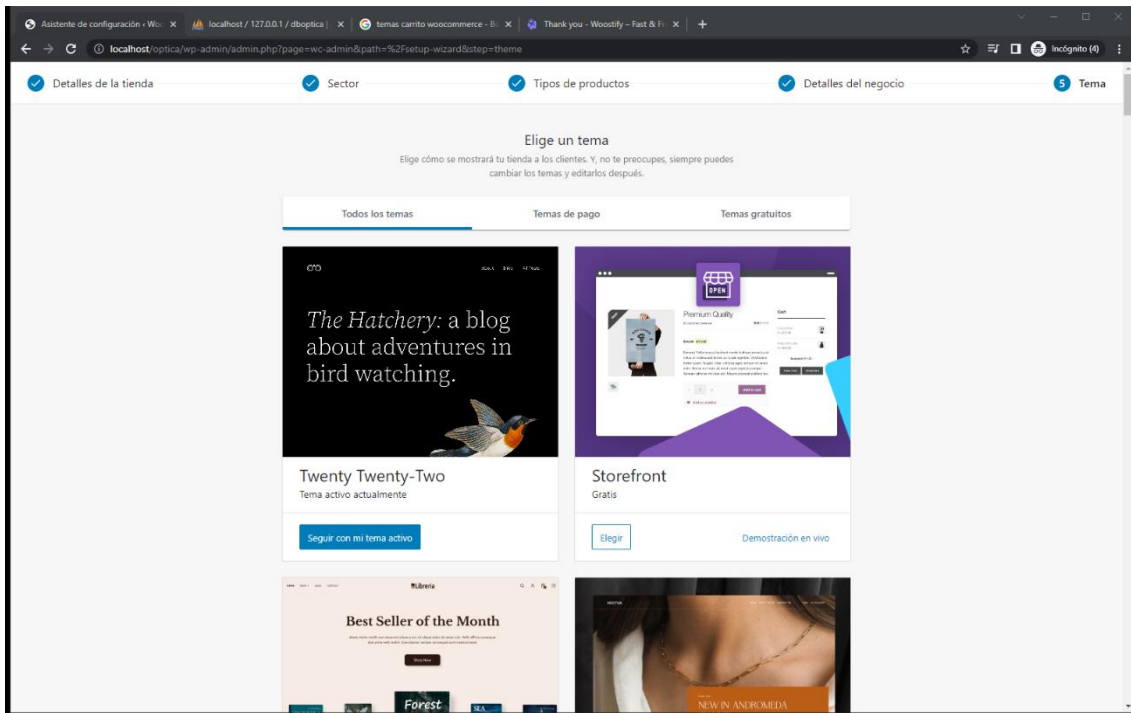 Asistente de configuración ‹ Woo
localhost / 127.0.0.1 / dboptica |
temas carrito woocommerce - B
Thank you - Woostify – Fast & Fr
localhost/optica/wp-admin/admin.php?page=wc-admin&path=%2Fsetup-wizard&step=theme
Incógnito (4)
Detalles de la tienda
Sector
Tipos de productos
Detalles del negocio
5 Tema
Elige un tema
Elige cómo se mostrará tu tienda a los clientes. Y, no te preocupes, siempre puedes
cambiar los temas y editarlos después.
Todos los temas
Temas de pago
Temas gratuitos
The Hatchery: a blog
about adventures in
bird watching.
OPEN
Premium Quality
Cart
Twenty Twenty-Two
Tema activo actualmente
Seguir con mi tema activo
Storefront
Gratis
Elegir
Demostración en vivo
Libreria
Best Seller of the Month
Shop Now
Forest
SEA
NEW IN ANDROMEDA